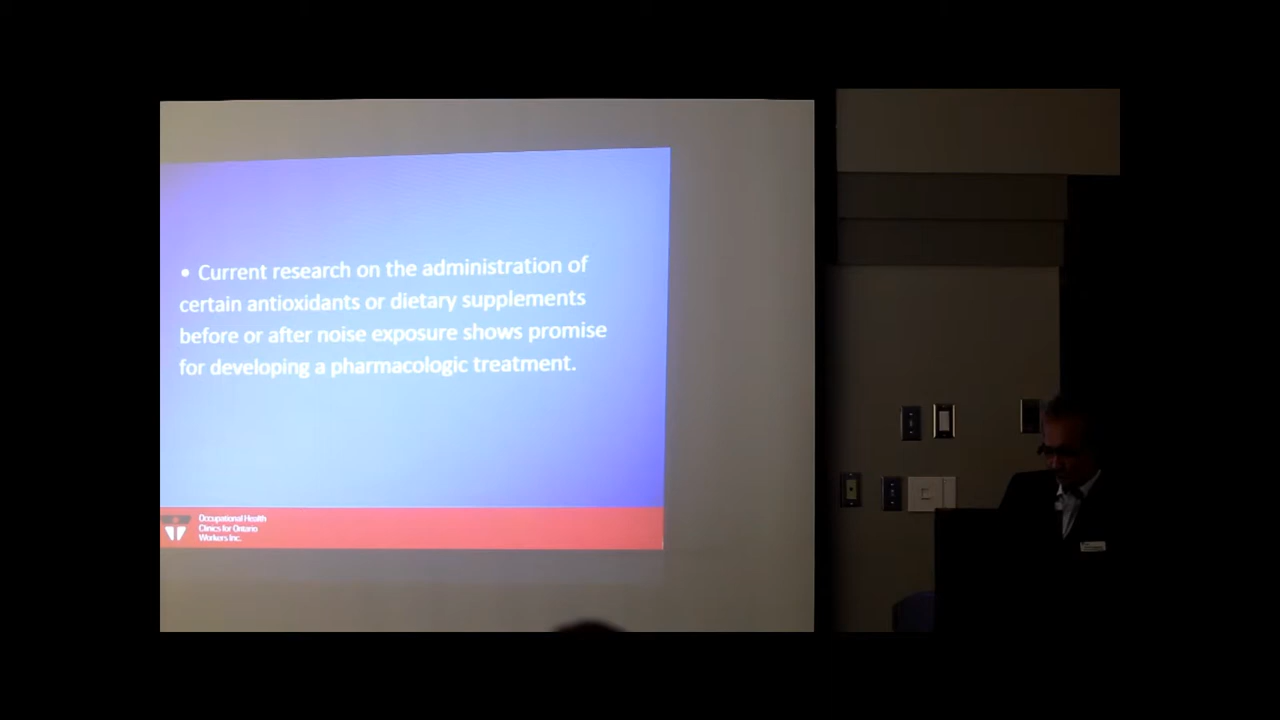 • Current research on the administration of
certain antioxidants or dietary supplements
before or after noise exposure shows promise
for developing a pharmacologic treatment.
Occupational Health
Clinics for Ontario
Workers Inc.